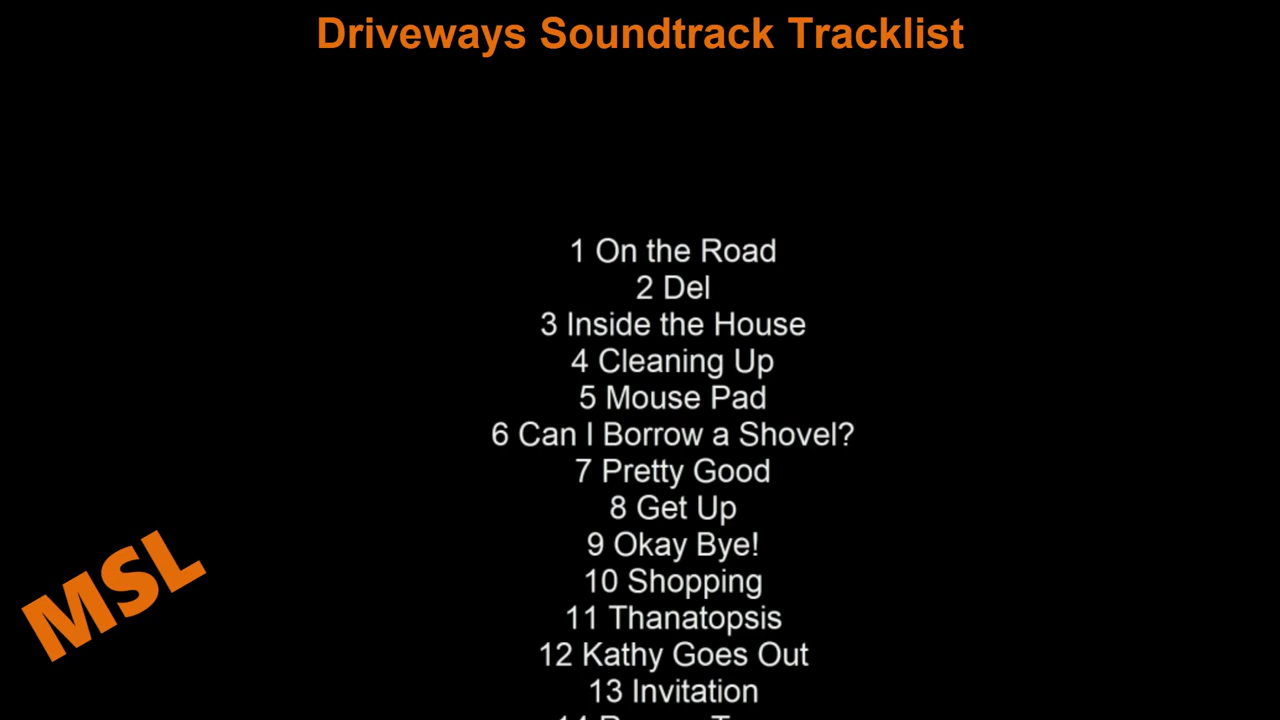 Driveways Soundtrack Tracklist
1 On the Road
2 Del
3 Inside the House
4 Cleaning Up
5 Mouse Pad
6 Can I Borrow a Shovel?
7 Pretty Good
8 Get Up
9 Okay Bye!
10 Shopping
11 Thanatopsis
12 Kathy Goes Out
13 Invitation
MSL